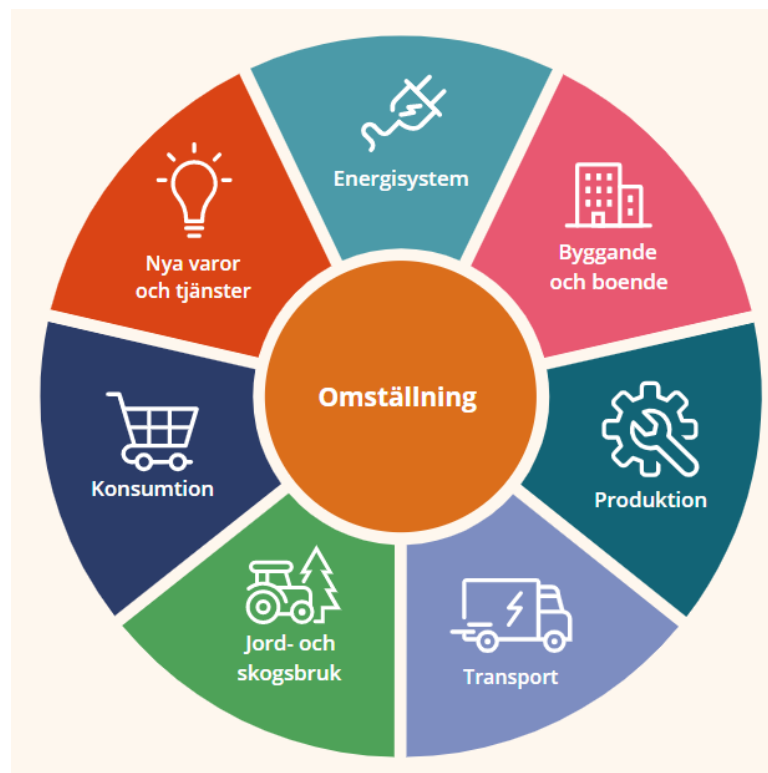 Energisystem
Byggande
och boende
Produktion
Transport
Jord- och
skogsbruk
Konsumtion
Nya varor
och tjänster
Omställning